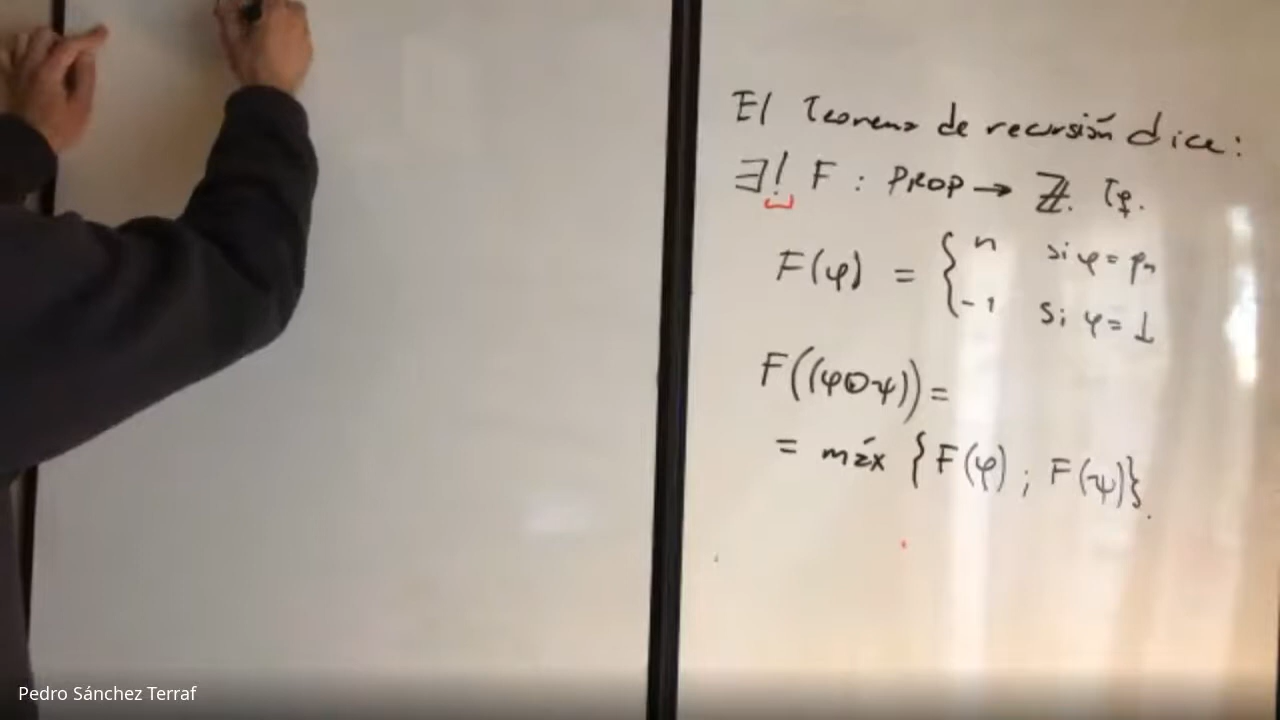 El Teorema de recursión dice:
∃! F : PROP → ℤ. Tq.
F(φ) = { n si φ = pₙ
-1 si φ = ⊥
F((φ⊙ψ)) =
= máx {F(φ) ; F(ψ)}.
Pedro Sánchez Terraf